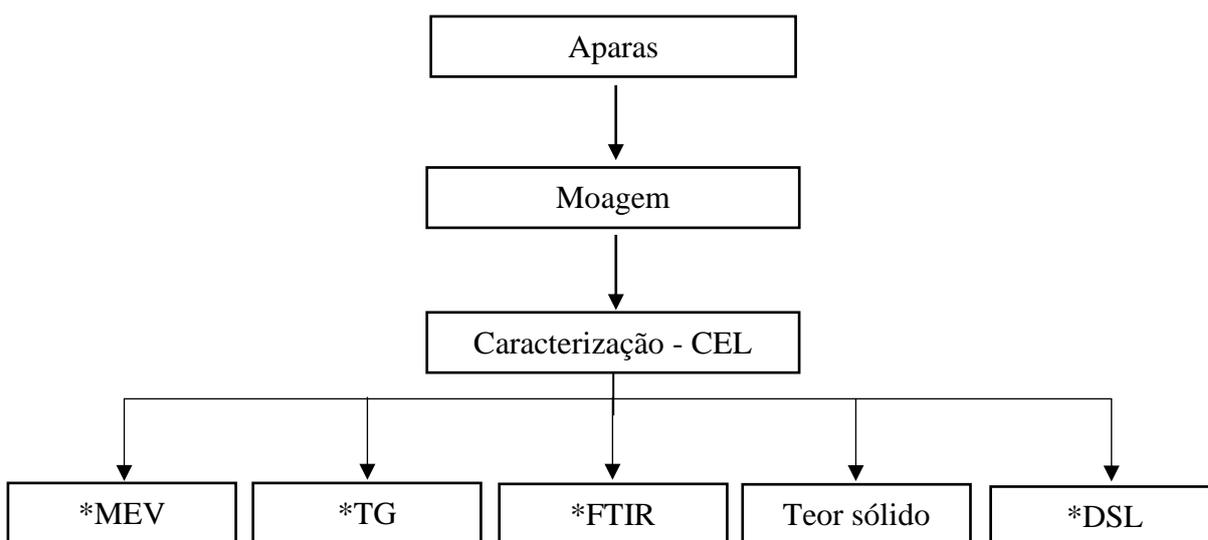 Aparas
Moagem
Caracterização - CEL
*MEV
*TG
*FTIR
Teor sólido
*DSL